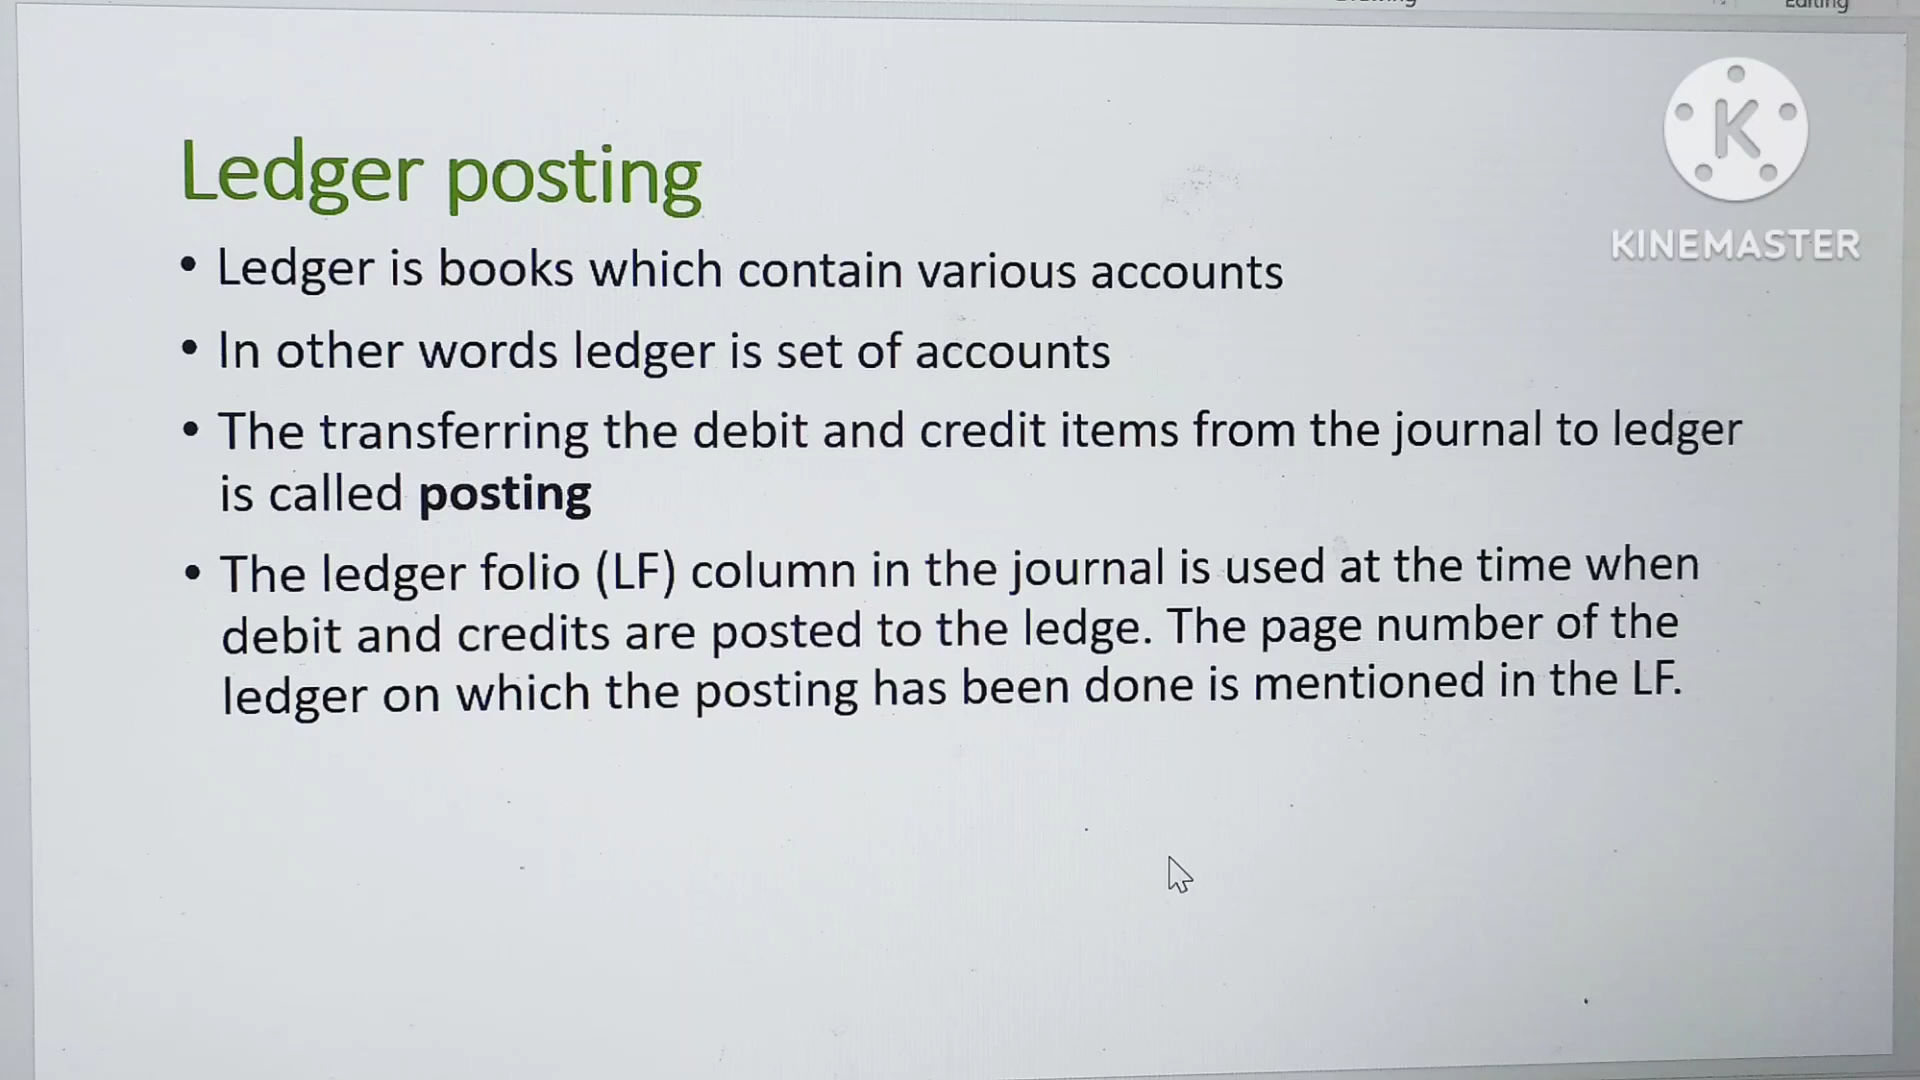 Editing
K
KINEMASTER
Ledger posting
• Ledger is books which contain various accounts
• In other words ledger is set of accounts
• The transferring the debit and credit items from the journal to ledger
is called posting
• The ledger folio (LF) column in the journal is used at the time when
debit and credits are posted to the ledge. The page number of the
ledger on which the posting has been done is mentioned in the LF.